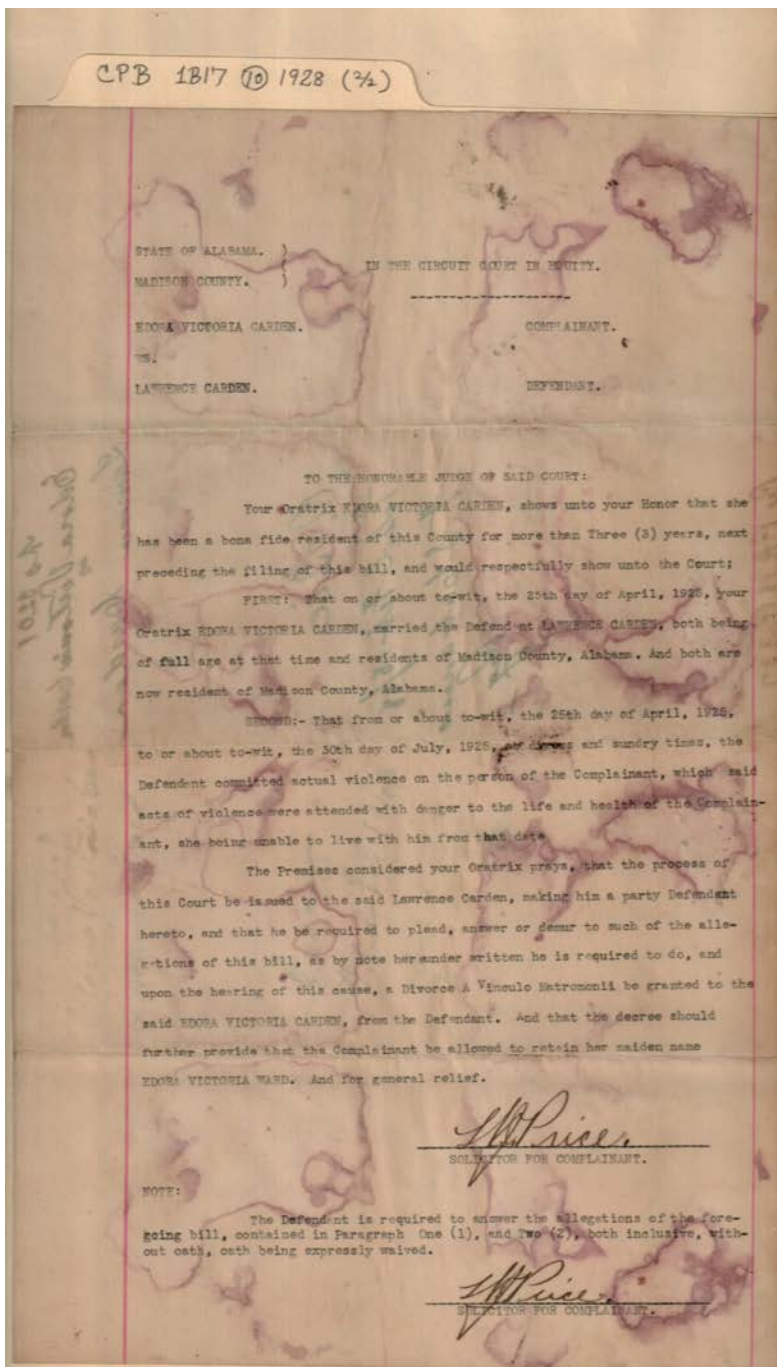 CPB 1B17 ⑩ 1928 (2/2)
STATE OF ALABAMA. )
MADISON COUNTY. )
IN THE CIRCUIT COURT IN EQUITY.
EDORA VICTORIA CARDEN.
COMPLAINANT.
VS.
LAWRENCE CARDEN.
DEFENDANT.
TO THE HONORABLE JUDGE OF SAID COURT:
Your Oratrix EDORA VICTORIA CARDEN, shows unto your Honor that she
has been a bona fide resident of this County for more than Three (3) years, next
preceding the filing of this bill, and would respectfully show unto the Court;
FIRST: That on or about to-wit, the 25th day of April, your
Oratrix EDORA VICTORIA CARDEN, married the Defend nt LAWRENCE CARDEN, both being
of full age at that time and residents of Madison County, Alabama. And both are
now resident of Madison County, Alabama.
SECOND:- That from or about to-wit, the 25th day of April,
to or about to-wit, the 30th day of July, and sundry times, the
Defendent committed actual violence on the person of the Complainant, which said
acts of violence were attended with danger to the life and health of the Complain-
ant, she being unable to live with him from that date
The Premises considered your Oratrix prays, that the process of
this Court be issued to the said Lawrence Carden, making him a party Defendant
hereto, and that he be required to plead, answer or demur to such of the alle-
gations of this bill, as by note hereunder written he is required to do, and
upon the hearing of this cause, a Divorce A Vinculo Matromonii be granted to the
said EDORA VICTORIA CARDEN, from the Defendant. And that the decree should
further provide that the Complainant be allowed to retain her maiden name
EDORA VICTORIA WARD. And for general relief.
Price.
SOLICITOR FOR COMPLAINANT.
NOTE:
The Defendant is required to answer the allegations of the fore-
going bill, contained in Paragraph One (1), and Two (2), both inclusive, with-
out oath, oath being expressly waived.
Price.
SOLICITOR FOR COMPLAINANT.